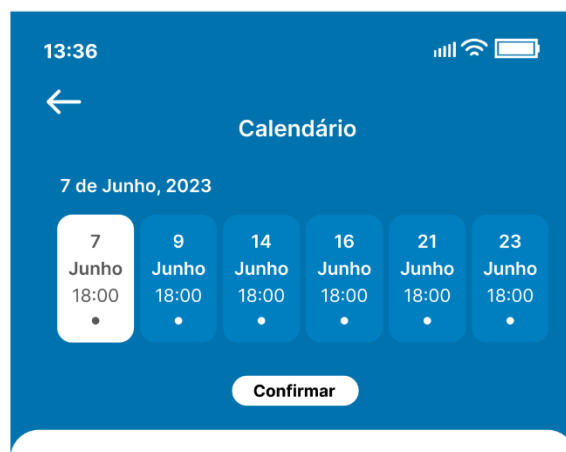 13:36
Calendário
7 de Junho, 2023
7 9 14 16 21 23
Junho Junho Junho Junho Junho Junho
18:00 18:00 18:00 18:00 18:00 18:00
Confirmar